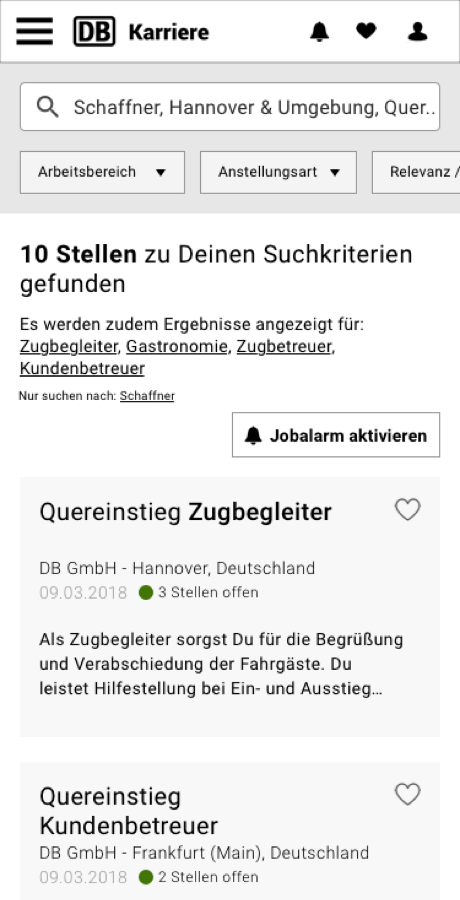 DB Karriere
Schaffner, Hannover & Umgebung, Quer..
Arbeitsbereich ▼ Anstellungsart ▼ Relevanz /
10 Stellen zu Deinen Suchkriterien
gefunden
Es werden zudem Ergebnisse angezeigt für:
Zugbegleiter, Gastronomie, Zugbetreuer,
Kundenbetreuer
Nur suchen nach: Schaffner
Jobalarm aktivieren
Quereinstieg Zugbegleiter
DB GmbH - Hannover, Deutschland
09.03.2018 3 Stellen offen
Als Zugbegleiter sorgst Du für die Begrüßung
und Verabschiedung der Fahrgäste. Du
leistet Hilfestellung bei Ein- und Ausstieg...
Quereinstieg
Kundenbetreuer
DB GmbH - Frankfurt (Main), Deutschland
09.03.2018 2 Stellen offen